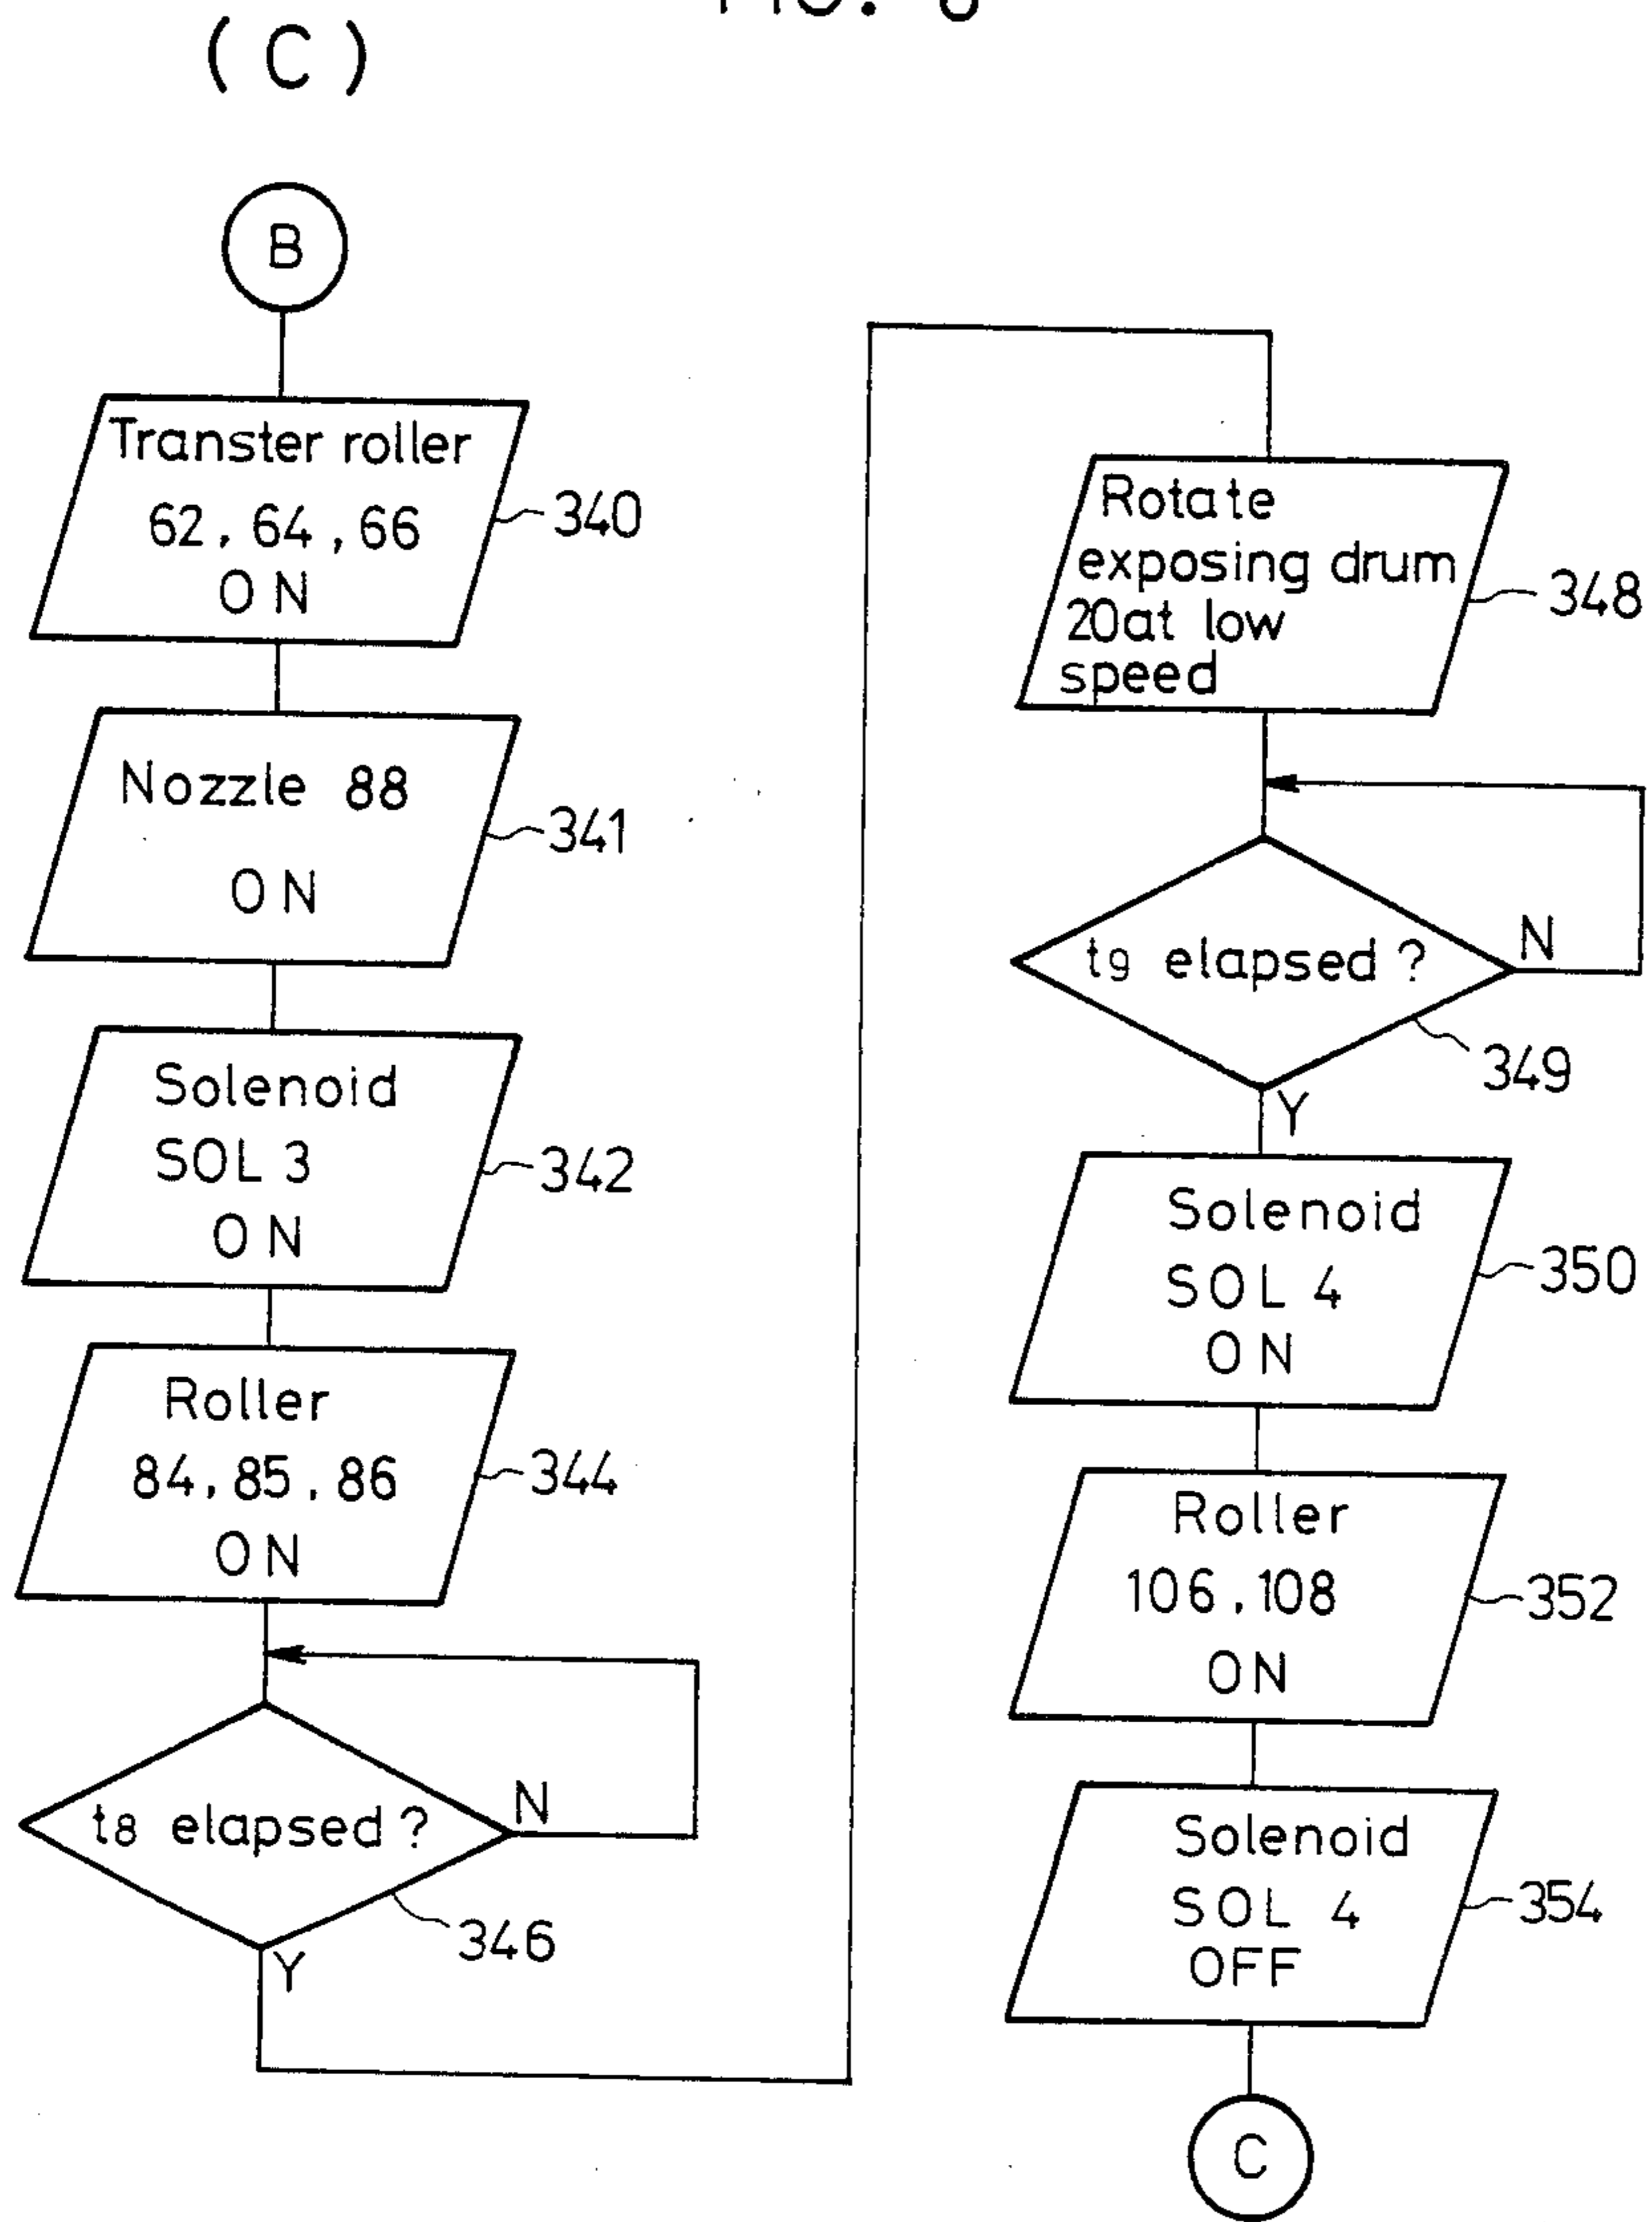 (C)
B
Transter roller
62, 64, 66
ON
340
Nozzle 88
ON
341
Solenoid
SOL 3
ON
342
Roller
84, 85, 86
ON
344
t8 elapsed ?
N
346
Y
Rotate
exposing drum
20at low
speed
348
t9 elapsed ?
N
349
Y
Solenoid
SOL 4
ON
350
Roller
106, 108
ON
352
Solenoid
SOL 4
OFF
354
C